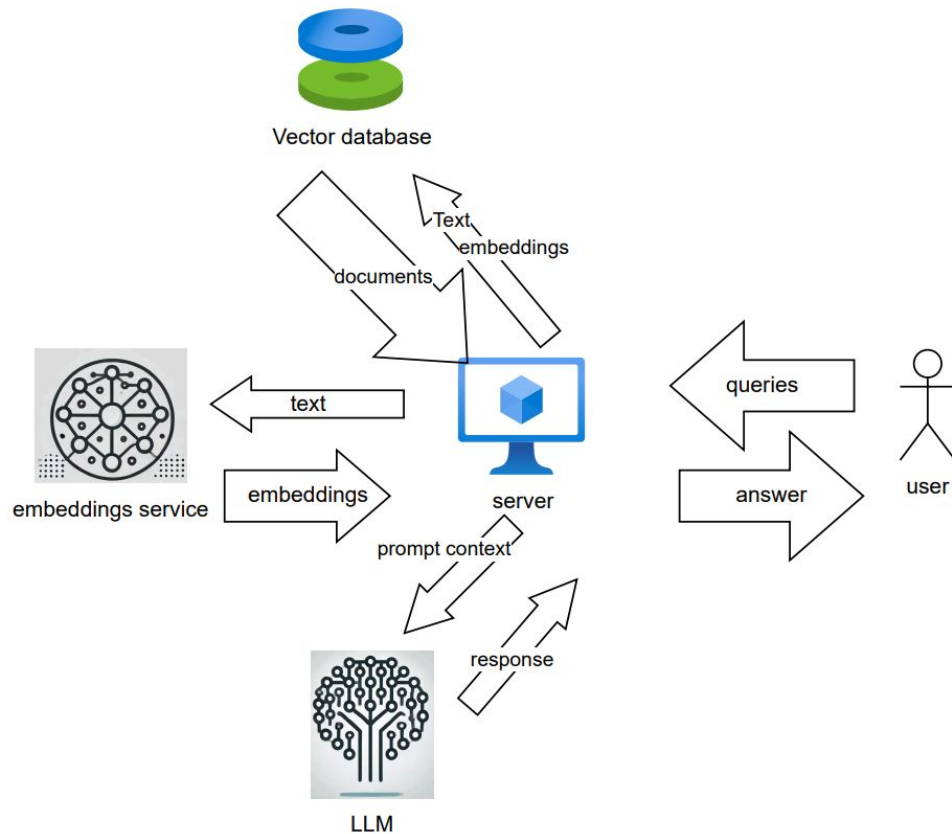 Vector database
Text
embeddings
documents
queries
text
embeddings
answer
user
server
embeddings service
prompt context
response
LLM